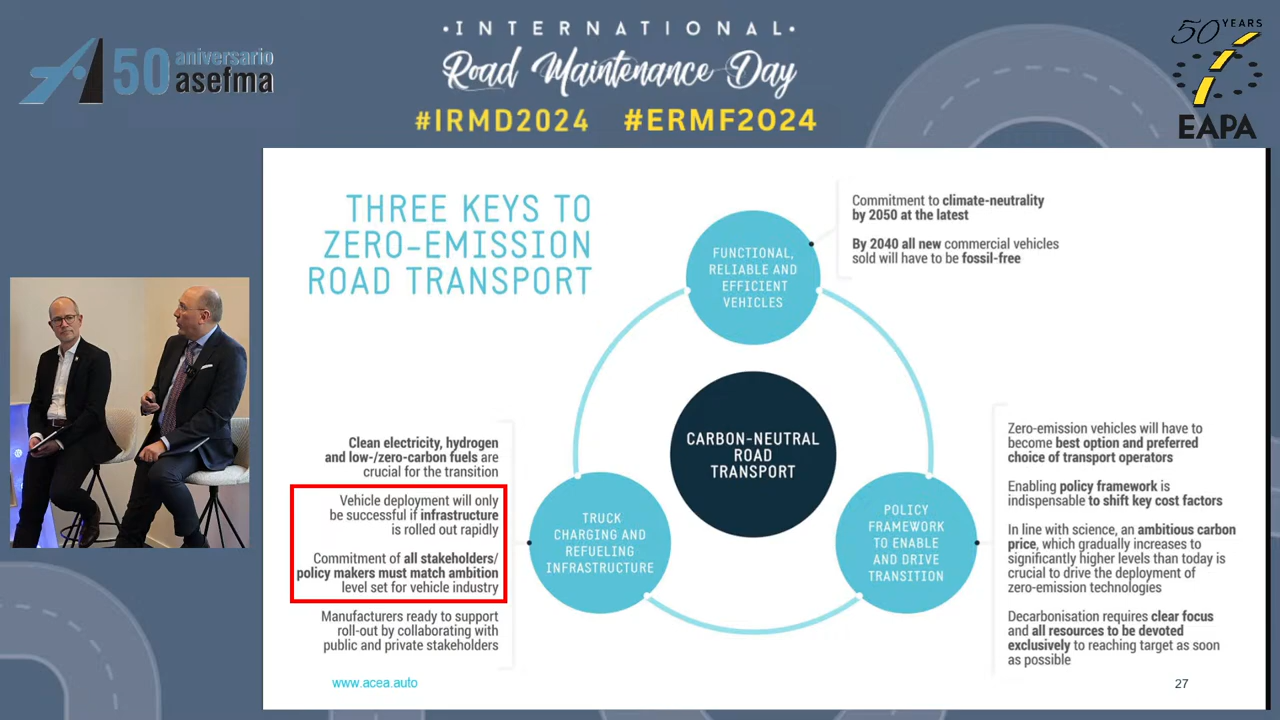 50 aniversario
asefma
·INTERNATIONAL·
Road Maintenance Day
#IRMD2024 #ERMF2024
50 YEARS
EAPA
THREE KEYS TO
ZERO-EMISSION
ROAD TRANSPORT
FUNCTIONAL,
RELIABLE AND
EFFICIENT
VEHICLES
Commitment to climate-neutrality
by 2050 at the latest
By 2040 all new commercial vehicles
sold will have to be fossil-free
CARBON-NEUTRAL
ROAD
TRANSPORT
Clean electricity, hydrogen
and low-/zero-carbon fuels are
crucial for the transition
Vehicle deployment will only
be successful if infrastructure
is rolled out rapidly
Commitment of all stakeholders/
policy makers must match ambition
level set for vehicle industry
Manufacturers ready to support
roll-out by collaborating with
public and private stakeholders
TRUCK
CHARGING AND
REFUELING
INFRASTRUCTURE
POLICY
FRAMEWORK
TO ENABLE
AND DRIVE
TRANSITION
Zero-emission vehicles will have to
become best option and preferred
choice of transport operators
Enabling policy framework is
indispensable to shift key cost factors
In line with science, an ambitious carbon
price, which gradually increases to
significantly higher levels than today is
crucial to drive the deployment of
zero-emission technologies
Decarbonisation requires clear focus
and all resources to be devoted
exclusively to reaching target as soon
as possible
www.acea.auto
27